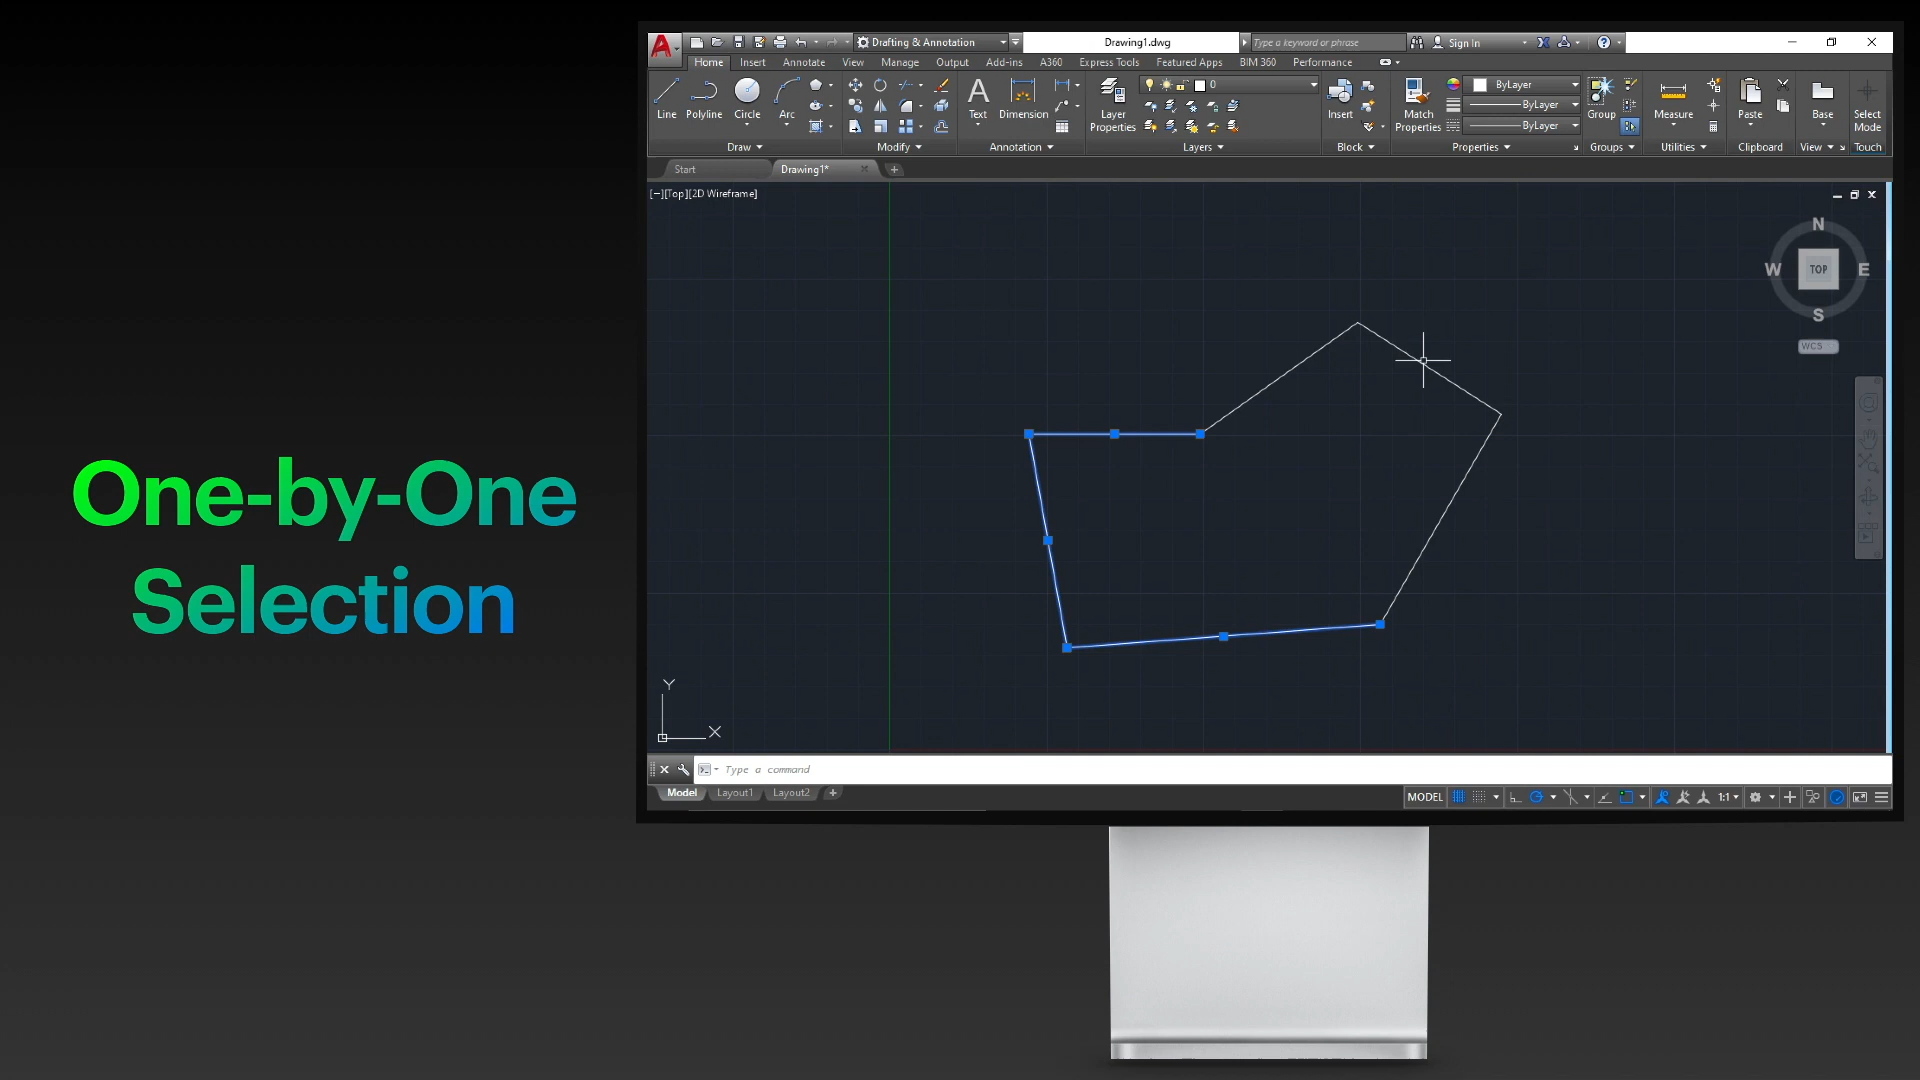 One-by-One
Selection
Drafting & Annotation
Drawing1.dwg
Type a keyword or phrase
Sign In
Home Insert Annotate View Manage Output Add-ins A360 Express Tools Featured Apps BIM 360 Performance
Line Polyline Circle Arc
Draw
Modify
Text Dimension
Annotation
Layer
Properties
0
Layers
Insert
Block
Match
Properties
ByLayer
ByLayer
ByLayer
Properties
Group
Groups
Measure
Utilities
Paste
Clipboard
Base
View
Select
Mode
Touch
Start Drawing1*
[−][Top][2D Wireframe]
N
W TOP E
S
WCS
Y
X
Type a command
Model Layout1 Layout2
MODEL 1:1